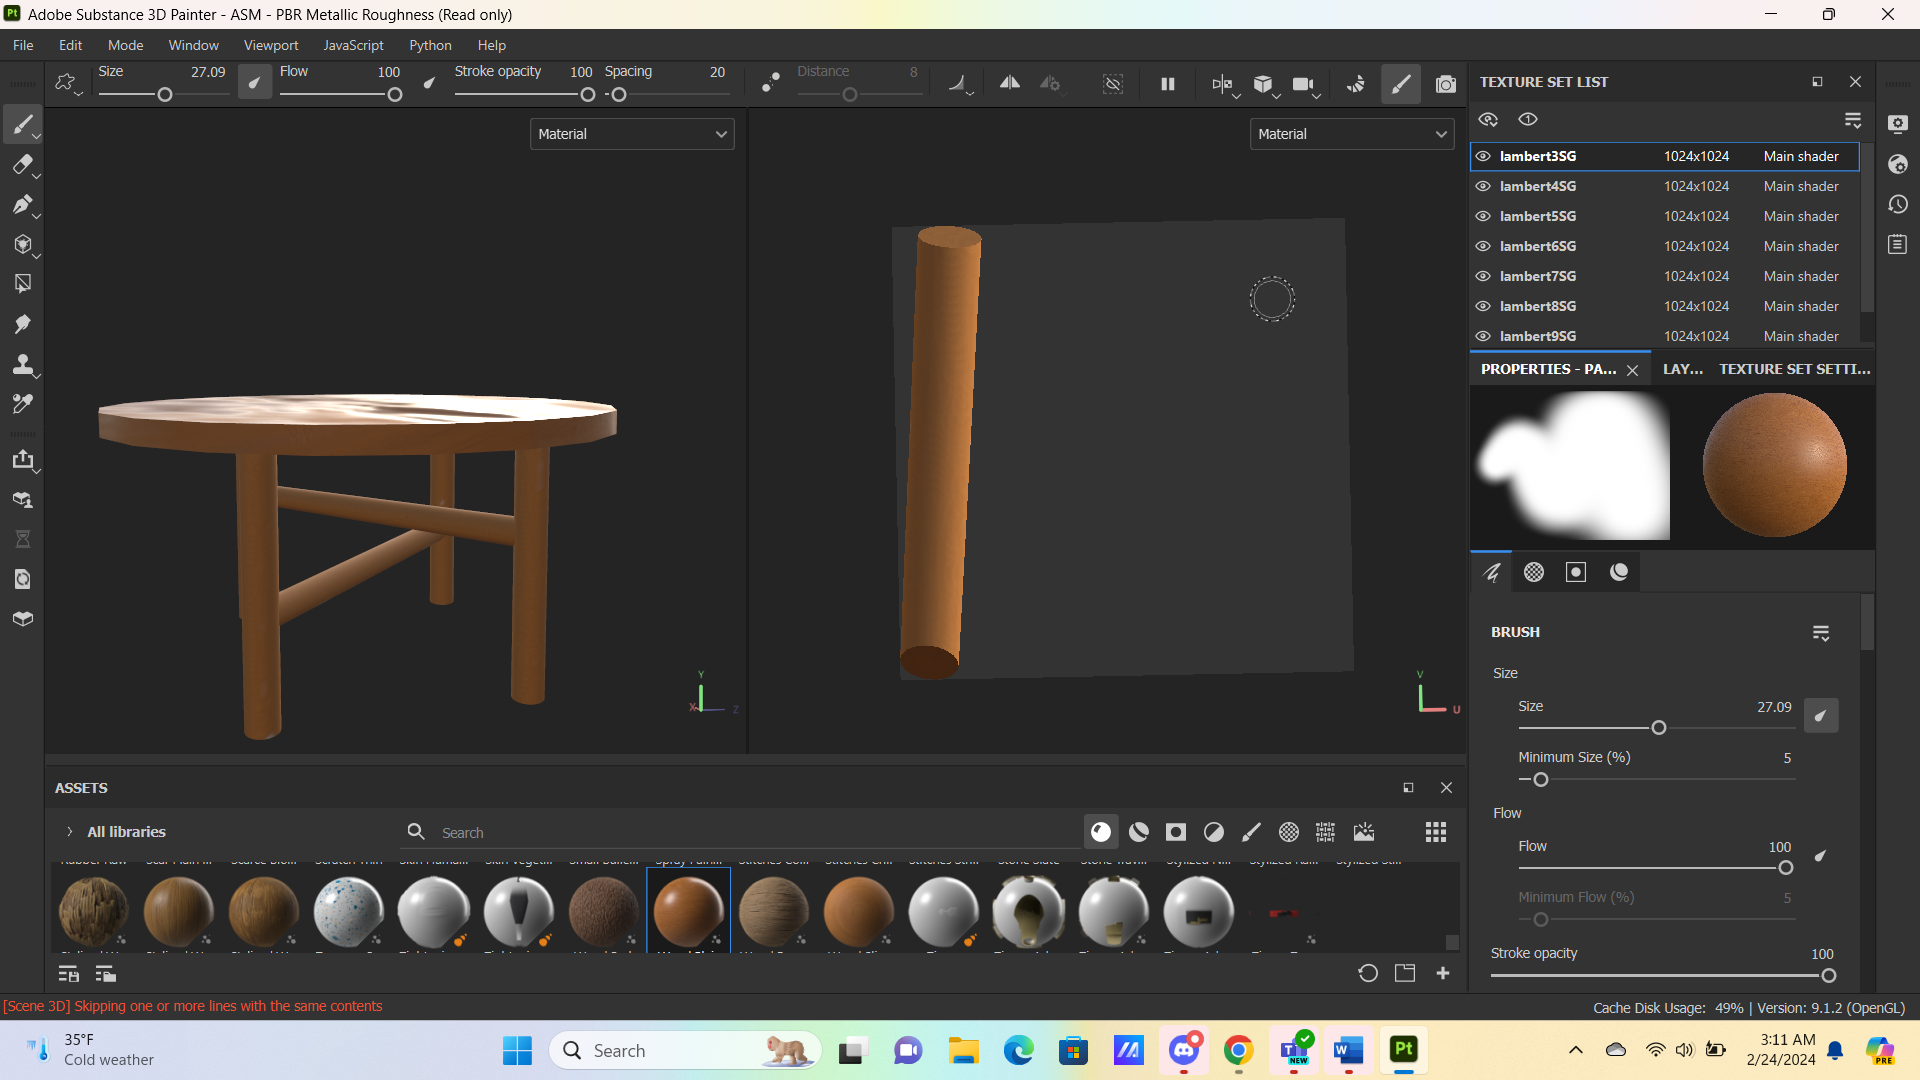 Adobe Substance 3D Painter - ASM - PBR Metallic Roughness (Read only)
File Edit Mode Window Viewport JavaScript Python Help
Size 27.09 Flow 100 Stroke opacity 100 Spacing 20 Distance 8
Material
Material
Y
X Z
V
U
TEXTURE SET LIST
lambert3SG 1024x1024 Main shader
lambert4SG 1024x1024 Main shader
lambert5SG 1024x1024 Main shader
lambert6SG 1024x1024 Main shader
lambert7SG 1024x1024 Main shader
lambert8SG 1024x1024 Main shader
lambert9SG 1024x1024 Main shader
PROPERTIES - PA... LAY... TEXTURE SET SETTI...
BRUSH
Size
Size 27.09
Minimum Size (%) 5
Flow
Flow 100
Minimum Flow (%) 5
Stroke opacity 100
ASSETS
All libraries
Search
[Scene 3D] Skipping one or more lines with the same contents
Cache Disk Usage: 49% | Version: 9.1.2 (OpenGL)
35°F
Cold weather
Search
NEW
Pt
3:11 AM
2/24/2024
PRE